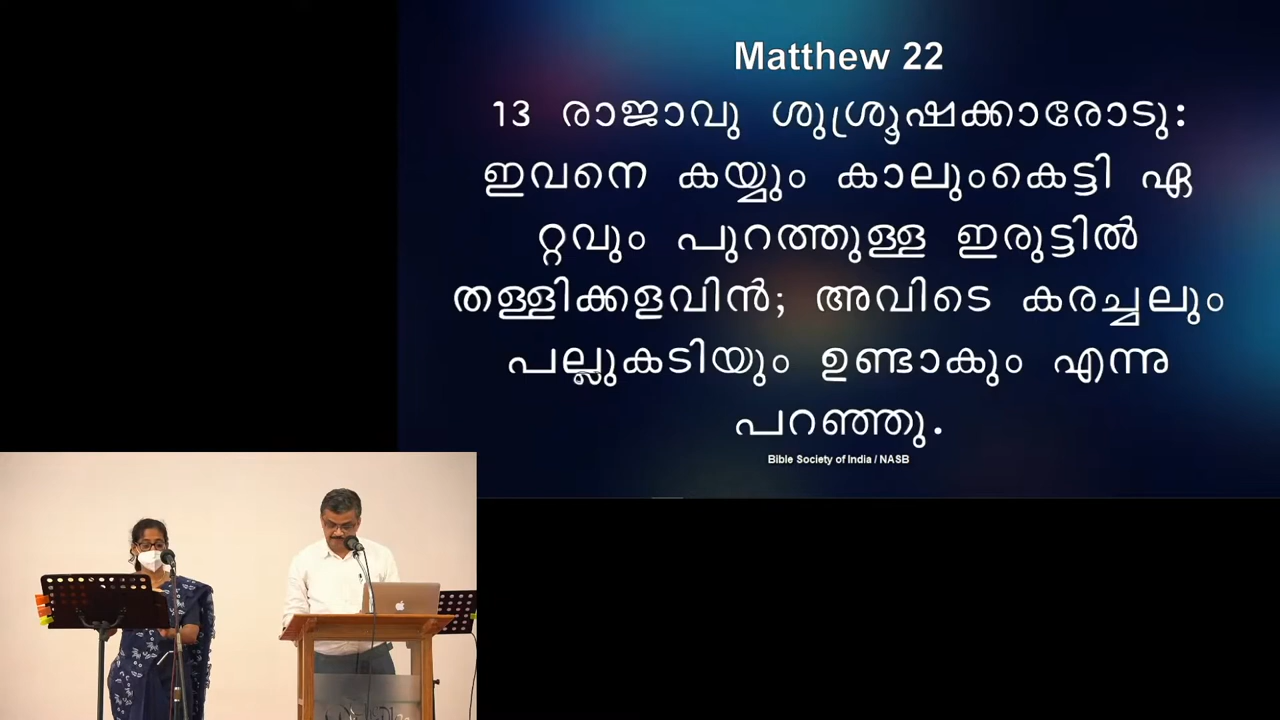 Matthew 22
13 രാജാവു ശുശ്രൂഷക്കാരോടു:
ഇവനെ കയ്യും കാലുംകെട്ടി ഏ
റ്റവും പുറത്തുള്ള ഇരുട്ടിൽ
തള്ളിക്കളവിൻ; അവിടെ കരച്ചലും
പല്ലുകടിയും ഉണ്ടാകും എന്നു
പറഞ്ഞു.
Bible Society of India / NASB